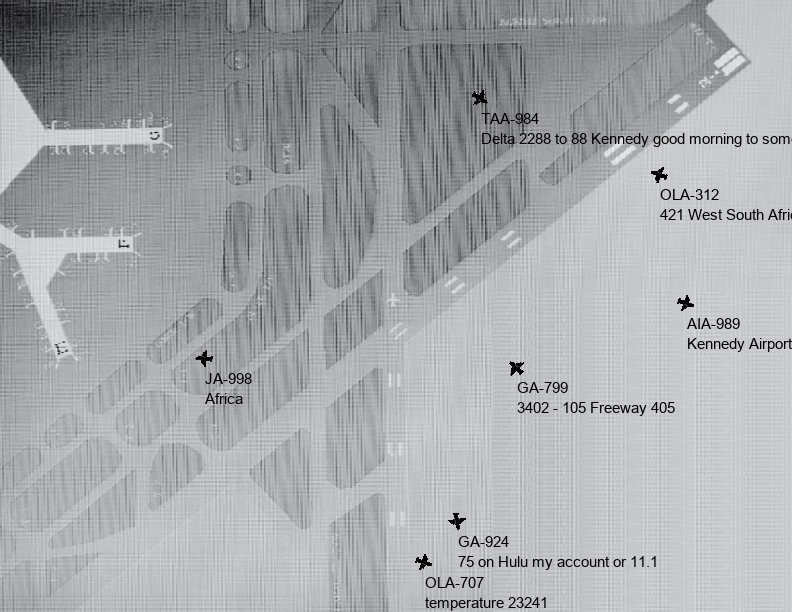 TAA-984
Delta 2288 to 88 Kennedy good morning to som
OLA-312
421 West South Afri
AIA-989
Kennedy Airport
JA-998
Africa
GA-799
3402 - 105 Freeway 405
GA-924
75 on Hulu my account or 11.1
OLA-707
temperature 23241